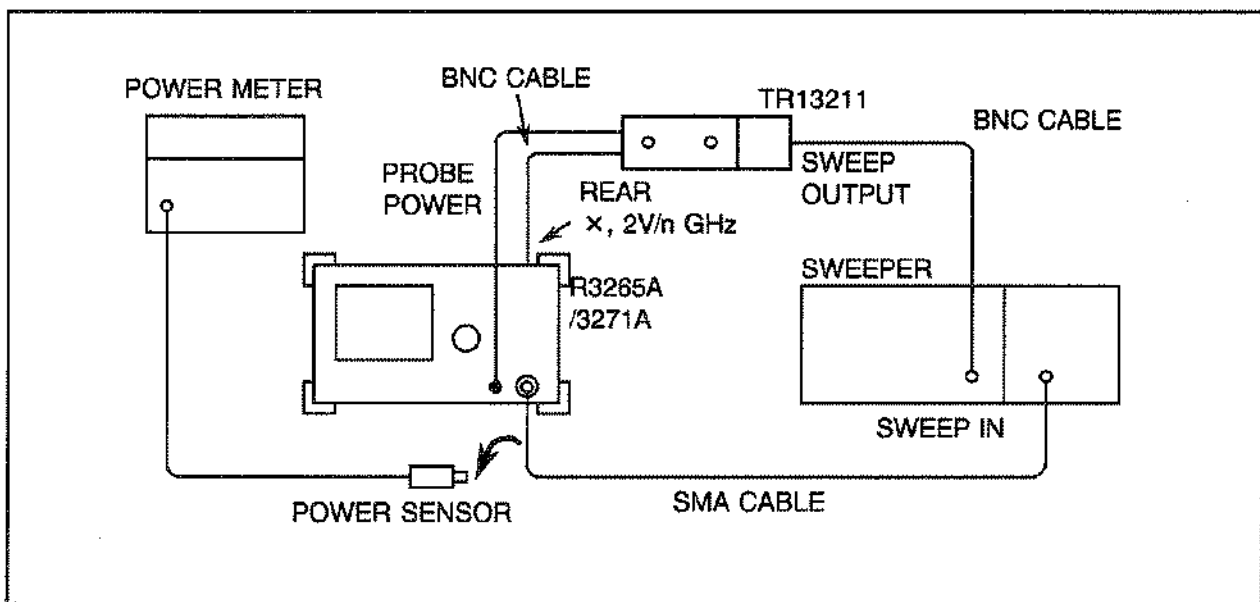 POWER METER
BNC CABLE
TR13211
BNC CABLE
PROBE
POWER
SWEEP
OUTPUT
REAR
×, 2V/n GHz
SWEEPER
R3265A
/3271A
SWEEP IN
SMA CABLE
POWER SENSOR